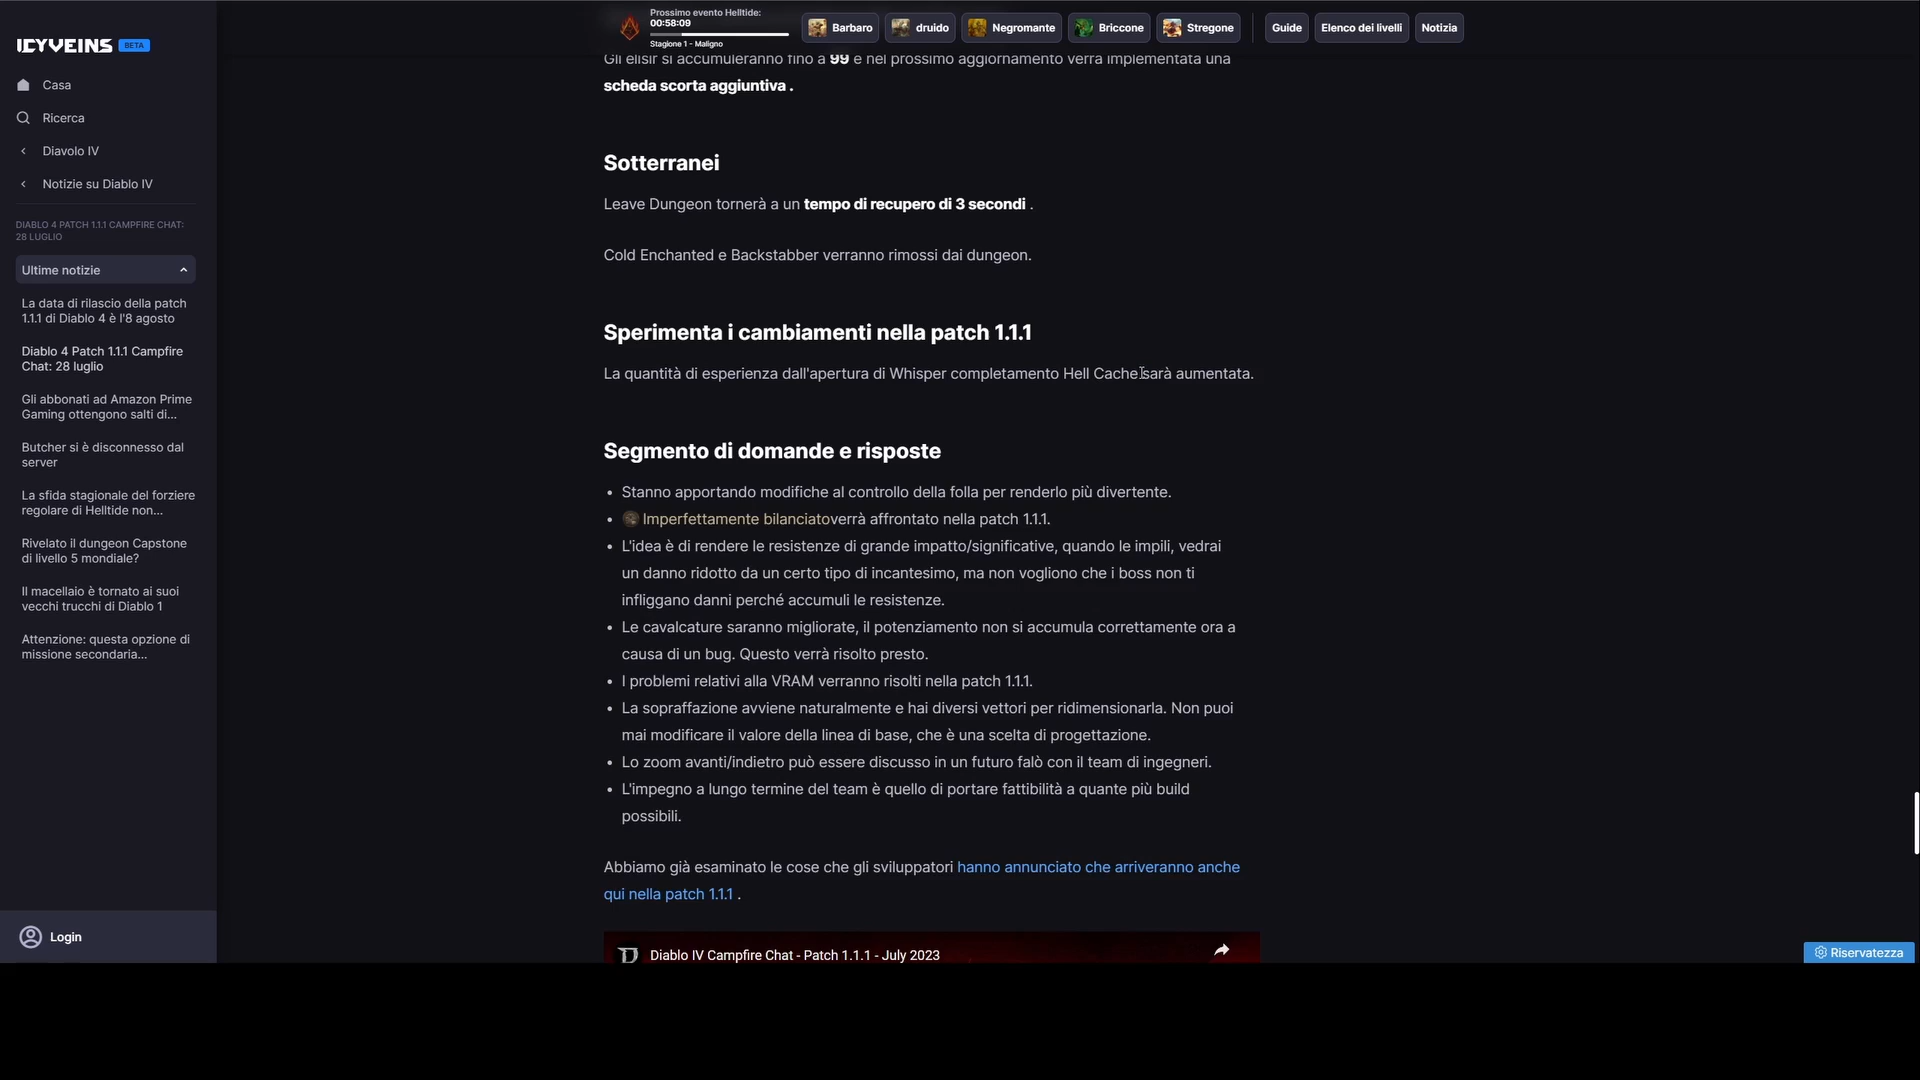 Prossimo evento Helltide:
00:58:09
Stagione 1 - Maligno
Barbaro
druido
Negromante
Briccone
Stregone
Guide
Elenco dei livelli
Notizia
ICYVEINS BETA
Casa
Ricerca
Diavolo IV
Notizie su Diablo IV
DIABLO 4 PATCH 1.1.1 CAMPFIRE CHAT:
28 LUGLIO
Ultime notizie
La data di rilascio della patch
1.1.1 di Diablo 4 è l'8 agosto
Diablo 4 Patch 1.1.1 Campfire
Chat: 28 luglio
Gli abbonati ad Amazon Prime
Gaming ottengono salti di...
Butcher si è disconnesso dal
server
La sfida stagionale del forziere
regolare di Helltide non...
Rivelato il dungeon Capstone
di livello 5 mondiale?
Il macellaio è tornato ai suoi
vecchi trucchi di Diablo 1
Attenzione: questa opzione di
missione secondaria...
Login
Gli elisir si accumuleranno fino a 99 e nel prossimo aggiornamento verrà implementata una
scheda scorta aggiuntiva .
Sotterranei
Leave Dungeon tornerà a un tempo di recupero di 3 secondi .
Cold Enchanted e Backstabber verranno rimossi dai dungeon.
Sperimenta i cambiamenti nella patch 1.1.1
La quantità di esperienza dall'apertura di Whisper completamento Hell Cache sarà aumentata.
Segmento di domande e risposte
• Stanno apportando modifiche al controllo della folla per renderlo più divertente.
• Imperfettamente bilanciatoverrà affrontato nella patch 1.1.1.
• L'idea è di rendere le resistenze di grande impatto/significative, quando le impili, vedrai
un danno ridotto da un certo tipo di incantesimo, ma non vogliono che i boss non ti
infliggano danni perché accumuli le resistenze.
• Le cavalcature saranno migliorate, il potenziamento non si accumula correttamente ora a
causa di un bug. Questo verrà risolto presto.
• I problemi relativi alla VRAM verranno risolti nella patch 1.1.1.
• La sopraffazione avviene naturalmente e hai diversi vettori per ridimensionarla. Non puoi
mai modificare il valore della linea di base, che è una scelta di progettazione.
• Lo zoom avanti/indietro può essere discusso in un futuro falò con il team di ingegneri.
• L'impegno a lungo termine del team è quello di portare fattibilità a quante più build
possibili.
Abbiamo già esaminato le cose che gli sviluppatori hanno annunciato che arriveranno anche
qui nella patch 1.1.1 .
Diablo IV Campfire Chat - Patch 1.1.1 - July 2023
Riservatezza